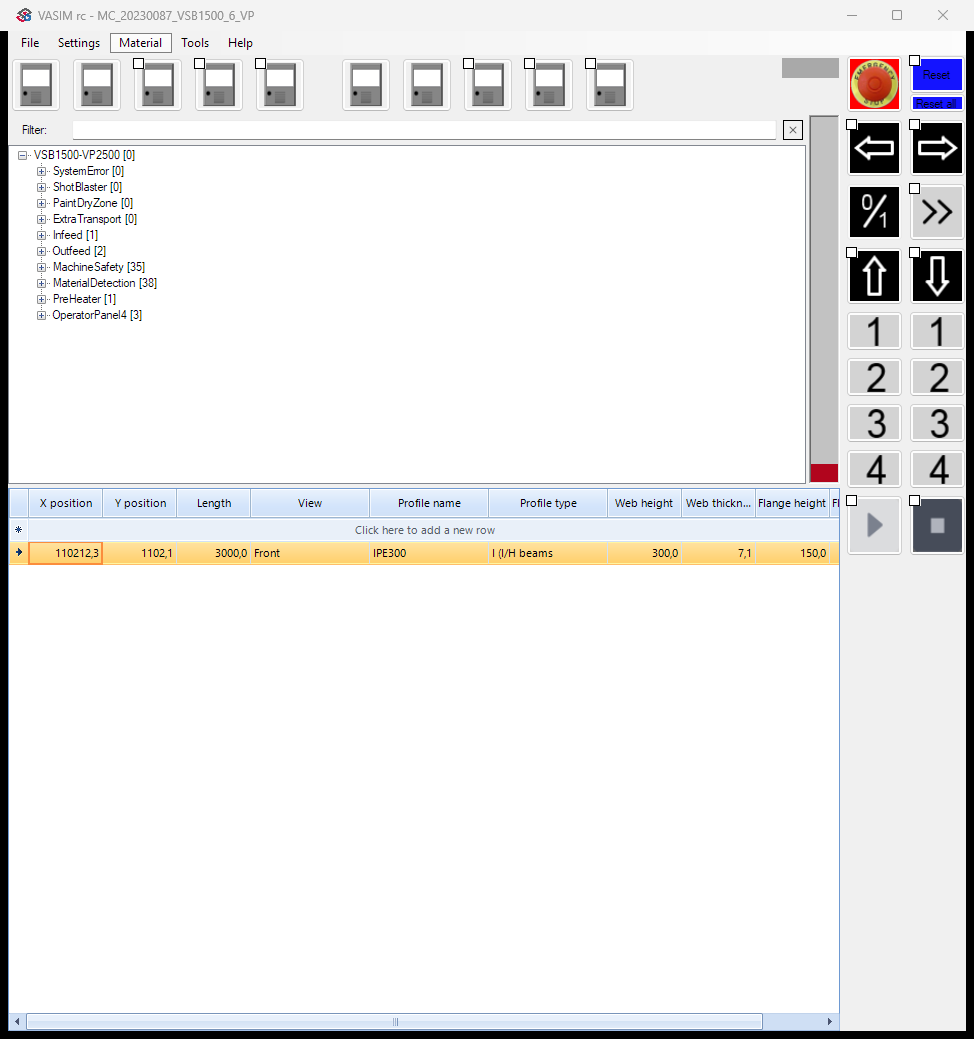 VASIM rc - MC_20230087_VSB1500_6_VP
File Settings Material Tools Help
EMERGENCY STOP
Reset
Reset all
Filter:
VSB1500-VP2500 [0]
SystemError [0]
ShotBlaster [0]
PaintDryZone [0]
ExtraTransport [0]
Infeed [1]
Outfeed [2]
MachineSafety [35]
MaterialDetection [38]
PreHeater [1]
OperatorPanel4 [3]
0/1
1 1
2 2
3 3
4 4
X position Y position Length View Profile name Profile type Web height Web thickn... Flange height Fl
Click here to add a new row
110212,3 1102,1 3000,0 Front IPE300 I (I/H beams 300,0 7,1 150,0